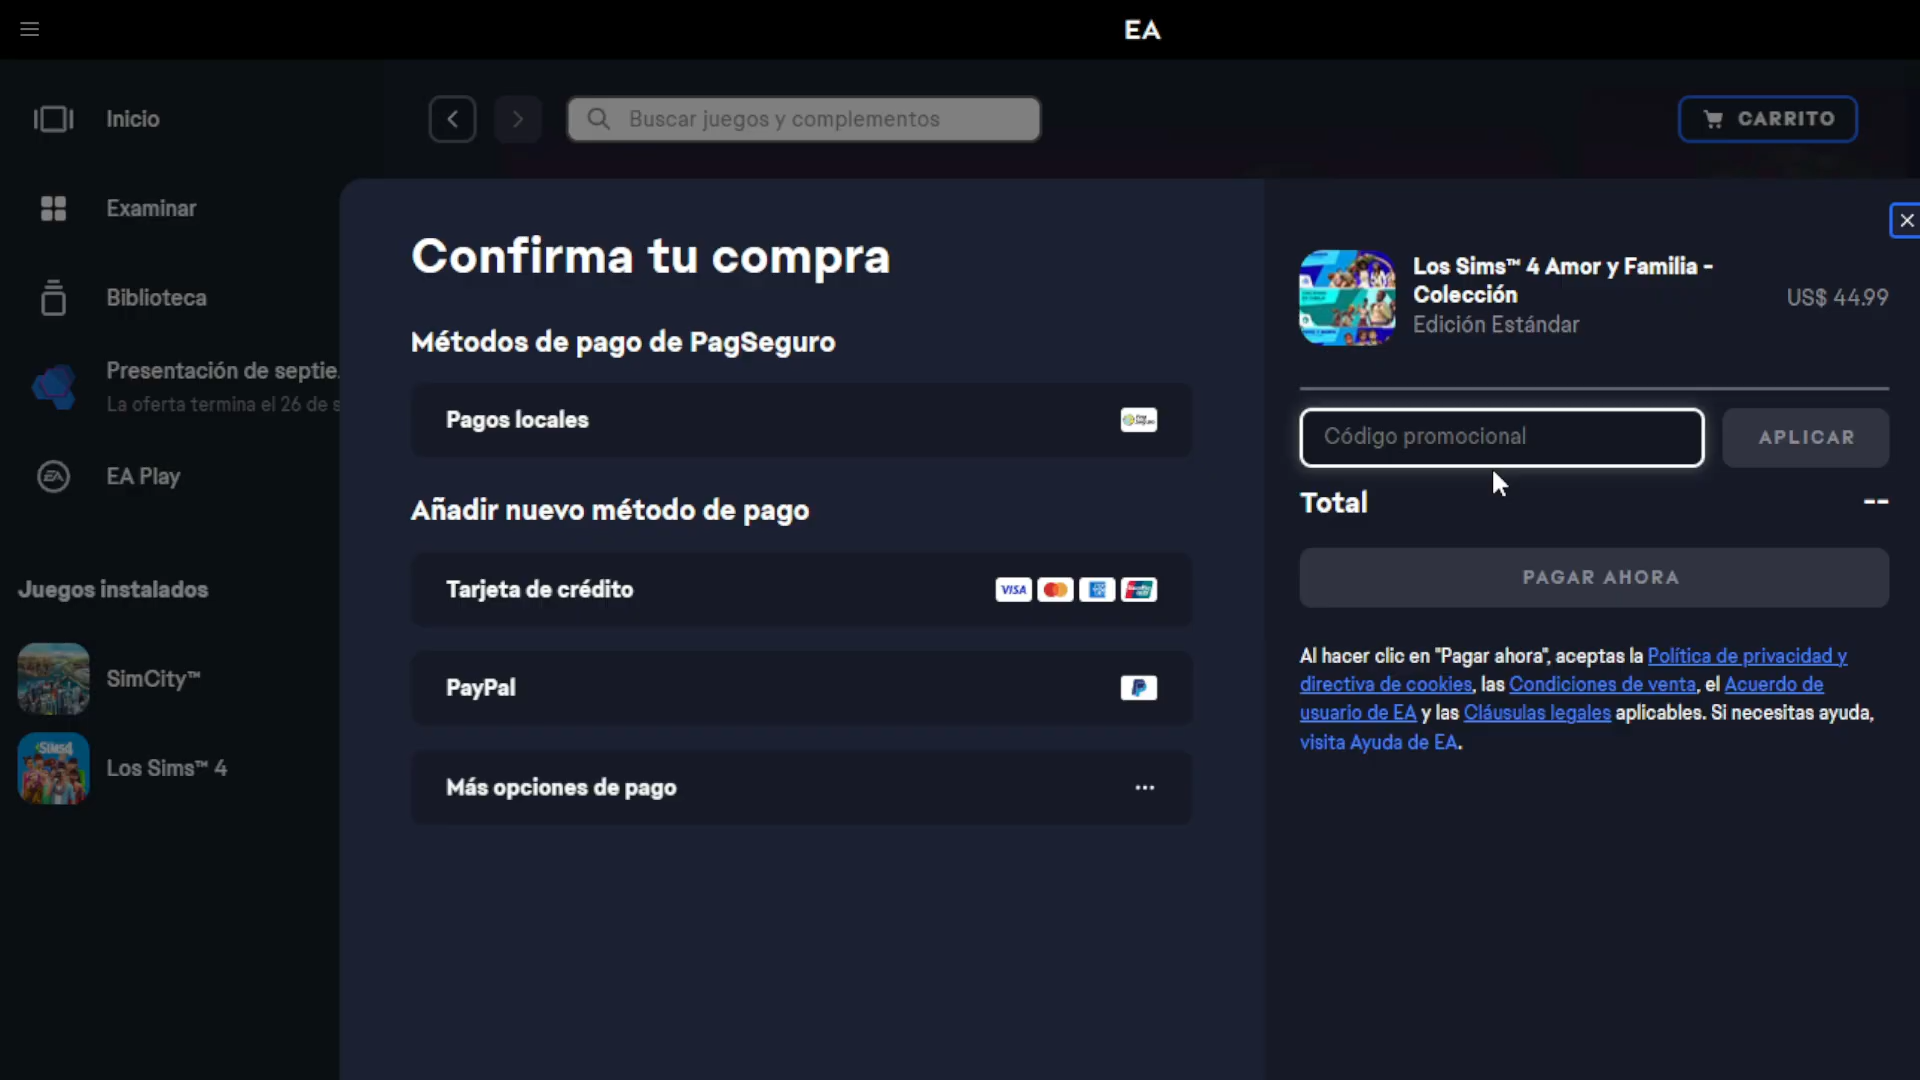 EA
Inicio
Buscar juegos y complementos
CARRITO
Examinar
Biblioteca
Presentación de septie.
La oferta termina el 26 de s
EA Play
Juegos instalados
SimCity™
Los Sims™ 4
Confirma tu compra
Métodos de pago de PagSeguro
Pagos locales
Añadir nuevo método de pago
Tarjeta de crédito
VISA
PayPal
Más opciones de pago
Los Sims™ 4 Amor y Familia -
Colección
Edición Estándar
US$ 44.99
Código promocional
APLICAR
Total
--
PAGAR AHORA
Al hacer clic en "Pagar ahora", aceptas la Política de privacidad y
directiva de cookies, las Condiciones de venta, el Acuerdo de
usuario de EA y las Cláusulas legales aplicables. Si necesitas ayuda,
visita Ayuda de EA.